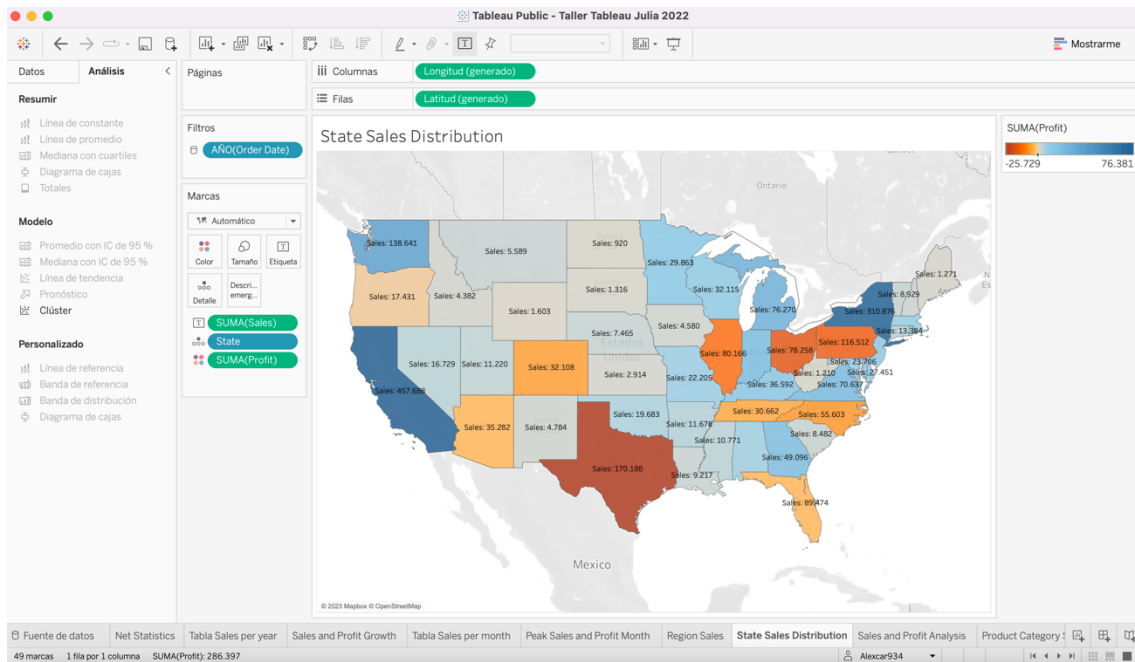 Tableau Public - Taller Tableau Julia 2022
Mostrarme
Datos
Análisis
Resumir
Línea de constante
Línea de promedio
Mediana con cuartiles
Diagrama de cajas
Totales
Modelo
Promedio con IC de 95 %
Mediana con IC de 95 %
Línea de tendencia
Pronóstico
Clúster
Personalizado
Línea de referencia
Banda de referencia
Banda de distribución
Diagrama de cajas
Páginas
Filtros
AÑO(Order Date)
Marcas
Automático
Color
Tamaño
Etiqueta
Detalle
Descri...
emerg...
SUMA(Sales)
State
SUMA(Profit)
Columnas
Longitud (generado)
Filas
Latitud (generado)
State Sales Distribution
Ontario
Sales: 138.641
Sales: 5.589
Sales: 920
Sales: 29.863
Sales: 1.271
Sales: 17.431
Sales: 4.382
Sales: 1.316
Sales: 32.115
Sales: 8.929
Sales: 1.603
Sales: 76.270
Sales: 310.876
Sales: 7.465
Sales: 4.580
Sales: 13.384
Estados
Unidos
Sales: 116.512
Sales: 16.729
Sales: 11.220
Sales: 32.108
Sales: 80.166
Sales: 78.258
Sales: 23.706
Sales: 2.914
Sales: 22.205
Sales: 36.592
Sales: 1.210
Sales: 27.451
Sales: 70.637
Sales: 457.688
Sales: 35.282
Sales: 4.784
Sales: 19.683
Sales: 11.678
Sales: 30.662
Sales: 55.603
Sales: 8.482
Sales: 10.771
Sales: 49.096
Sales: 170.188
Sales: 9.217
Sales: 89.474
Mexico
© 2023 Mapbox © OpenStreetMap
SUMA(Profit)
-25.729
76.381
Fuente de datos
Net Statistics
Tabla Sales per year
Sales and Profit Growth
Tabla Sales per month
Peak Sales and Profit Month
Region Sales
State Sales Distribution
Sales and Profit Analysis
Product Category
49 marcas
1 fila por 1 columna
SUMA(Profit): 286.397
Alexcar934